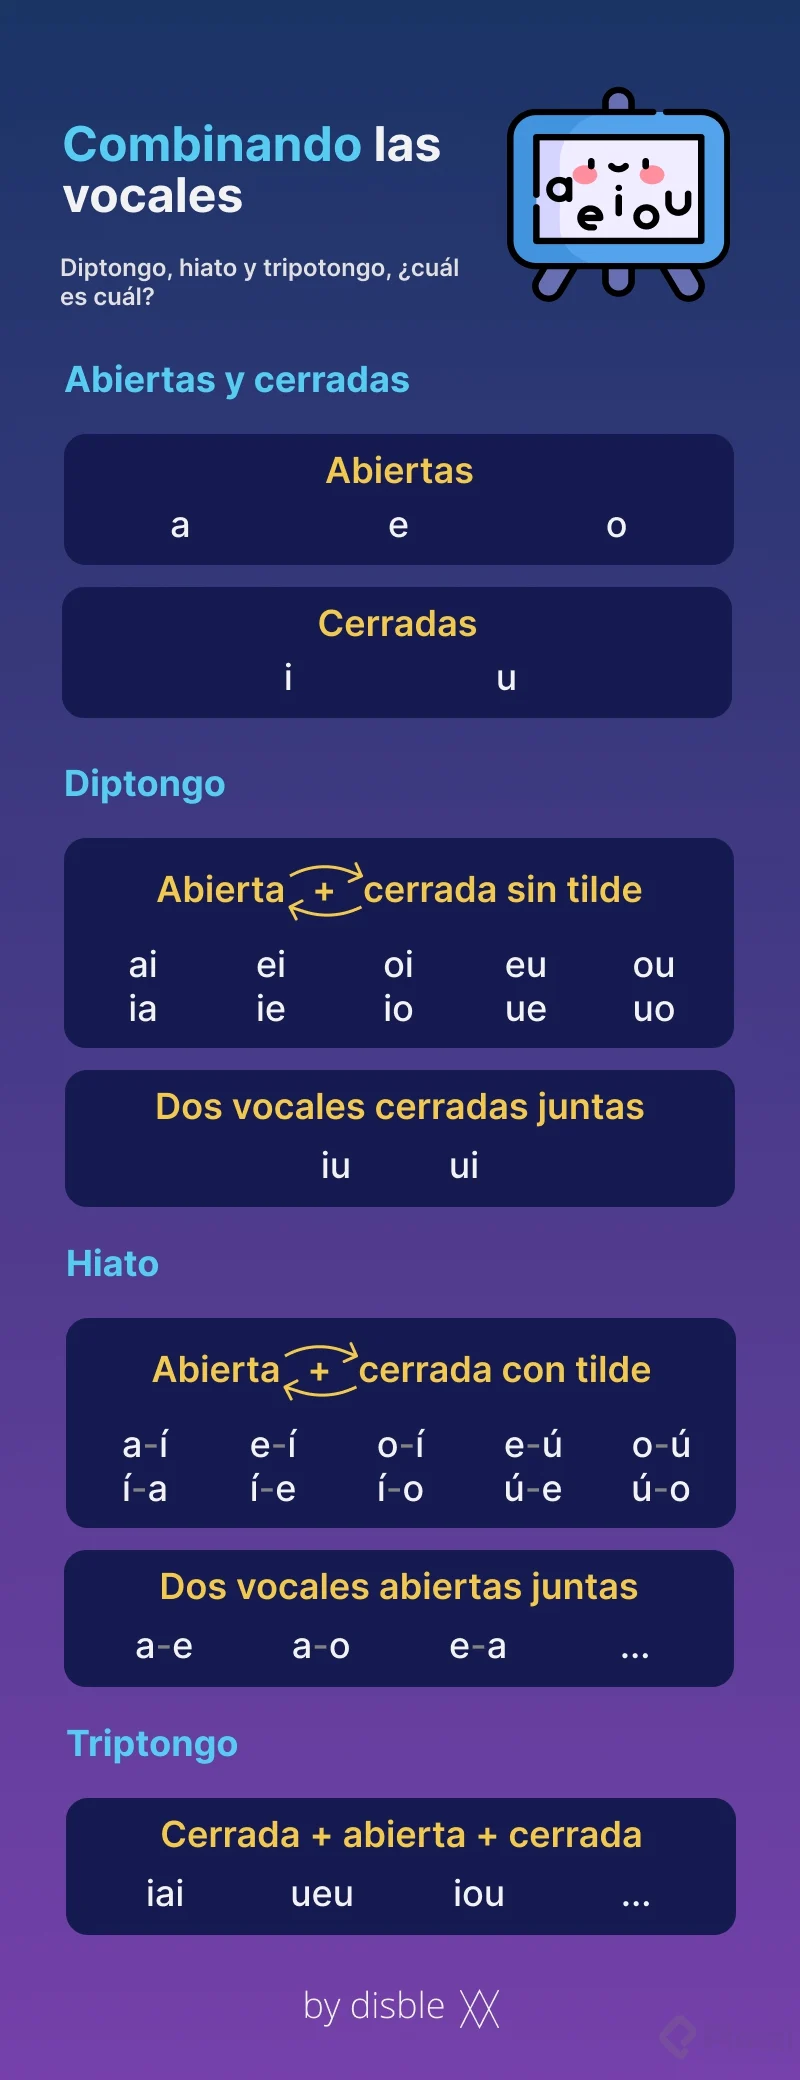 Combinando las
vocales
a e i o u
Diptongo, hiato y tripotongo, ¿cuál
es cuál?
Abiertas y cerradas
Abiertas
a e o
Cerradas
i u
Diptongo
Abierta + cerrada sin tilde
ai ei oi eu ou
ia ie io ue uo
Dos vocales cerradas juntas
iu ui
Hiato
Abierta + cerrada con tilde
a-í e-í o-í e-ú o-ú
í-a í-e í-o ú-e ú-o
Dos vocales abiertas juntas
a-e a-o e-a ...
Triptongo
Cerrada + abierta + cerrada
iai ueu iou ...
by disble